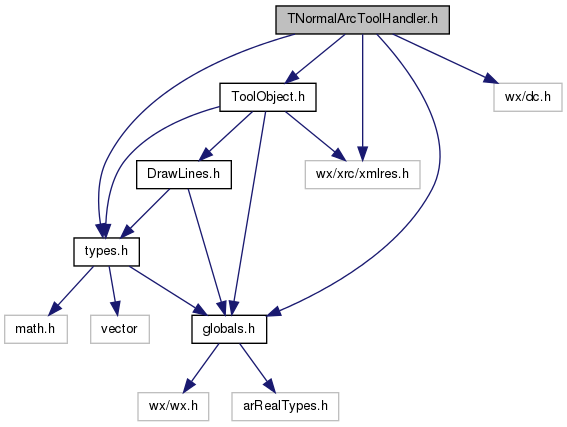 TNormalArcToolHandler.h
ToolObject.h
wx/dc.h
DrawLines.h
wx/xrc/xmlres.h
types.h
math.h
vector
globals.h
wx/wx.h
arRealTypes.h